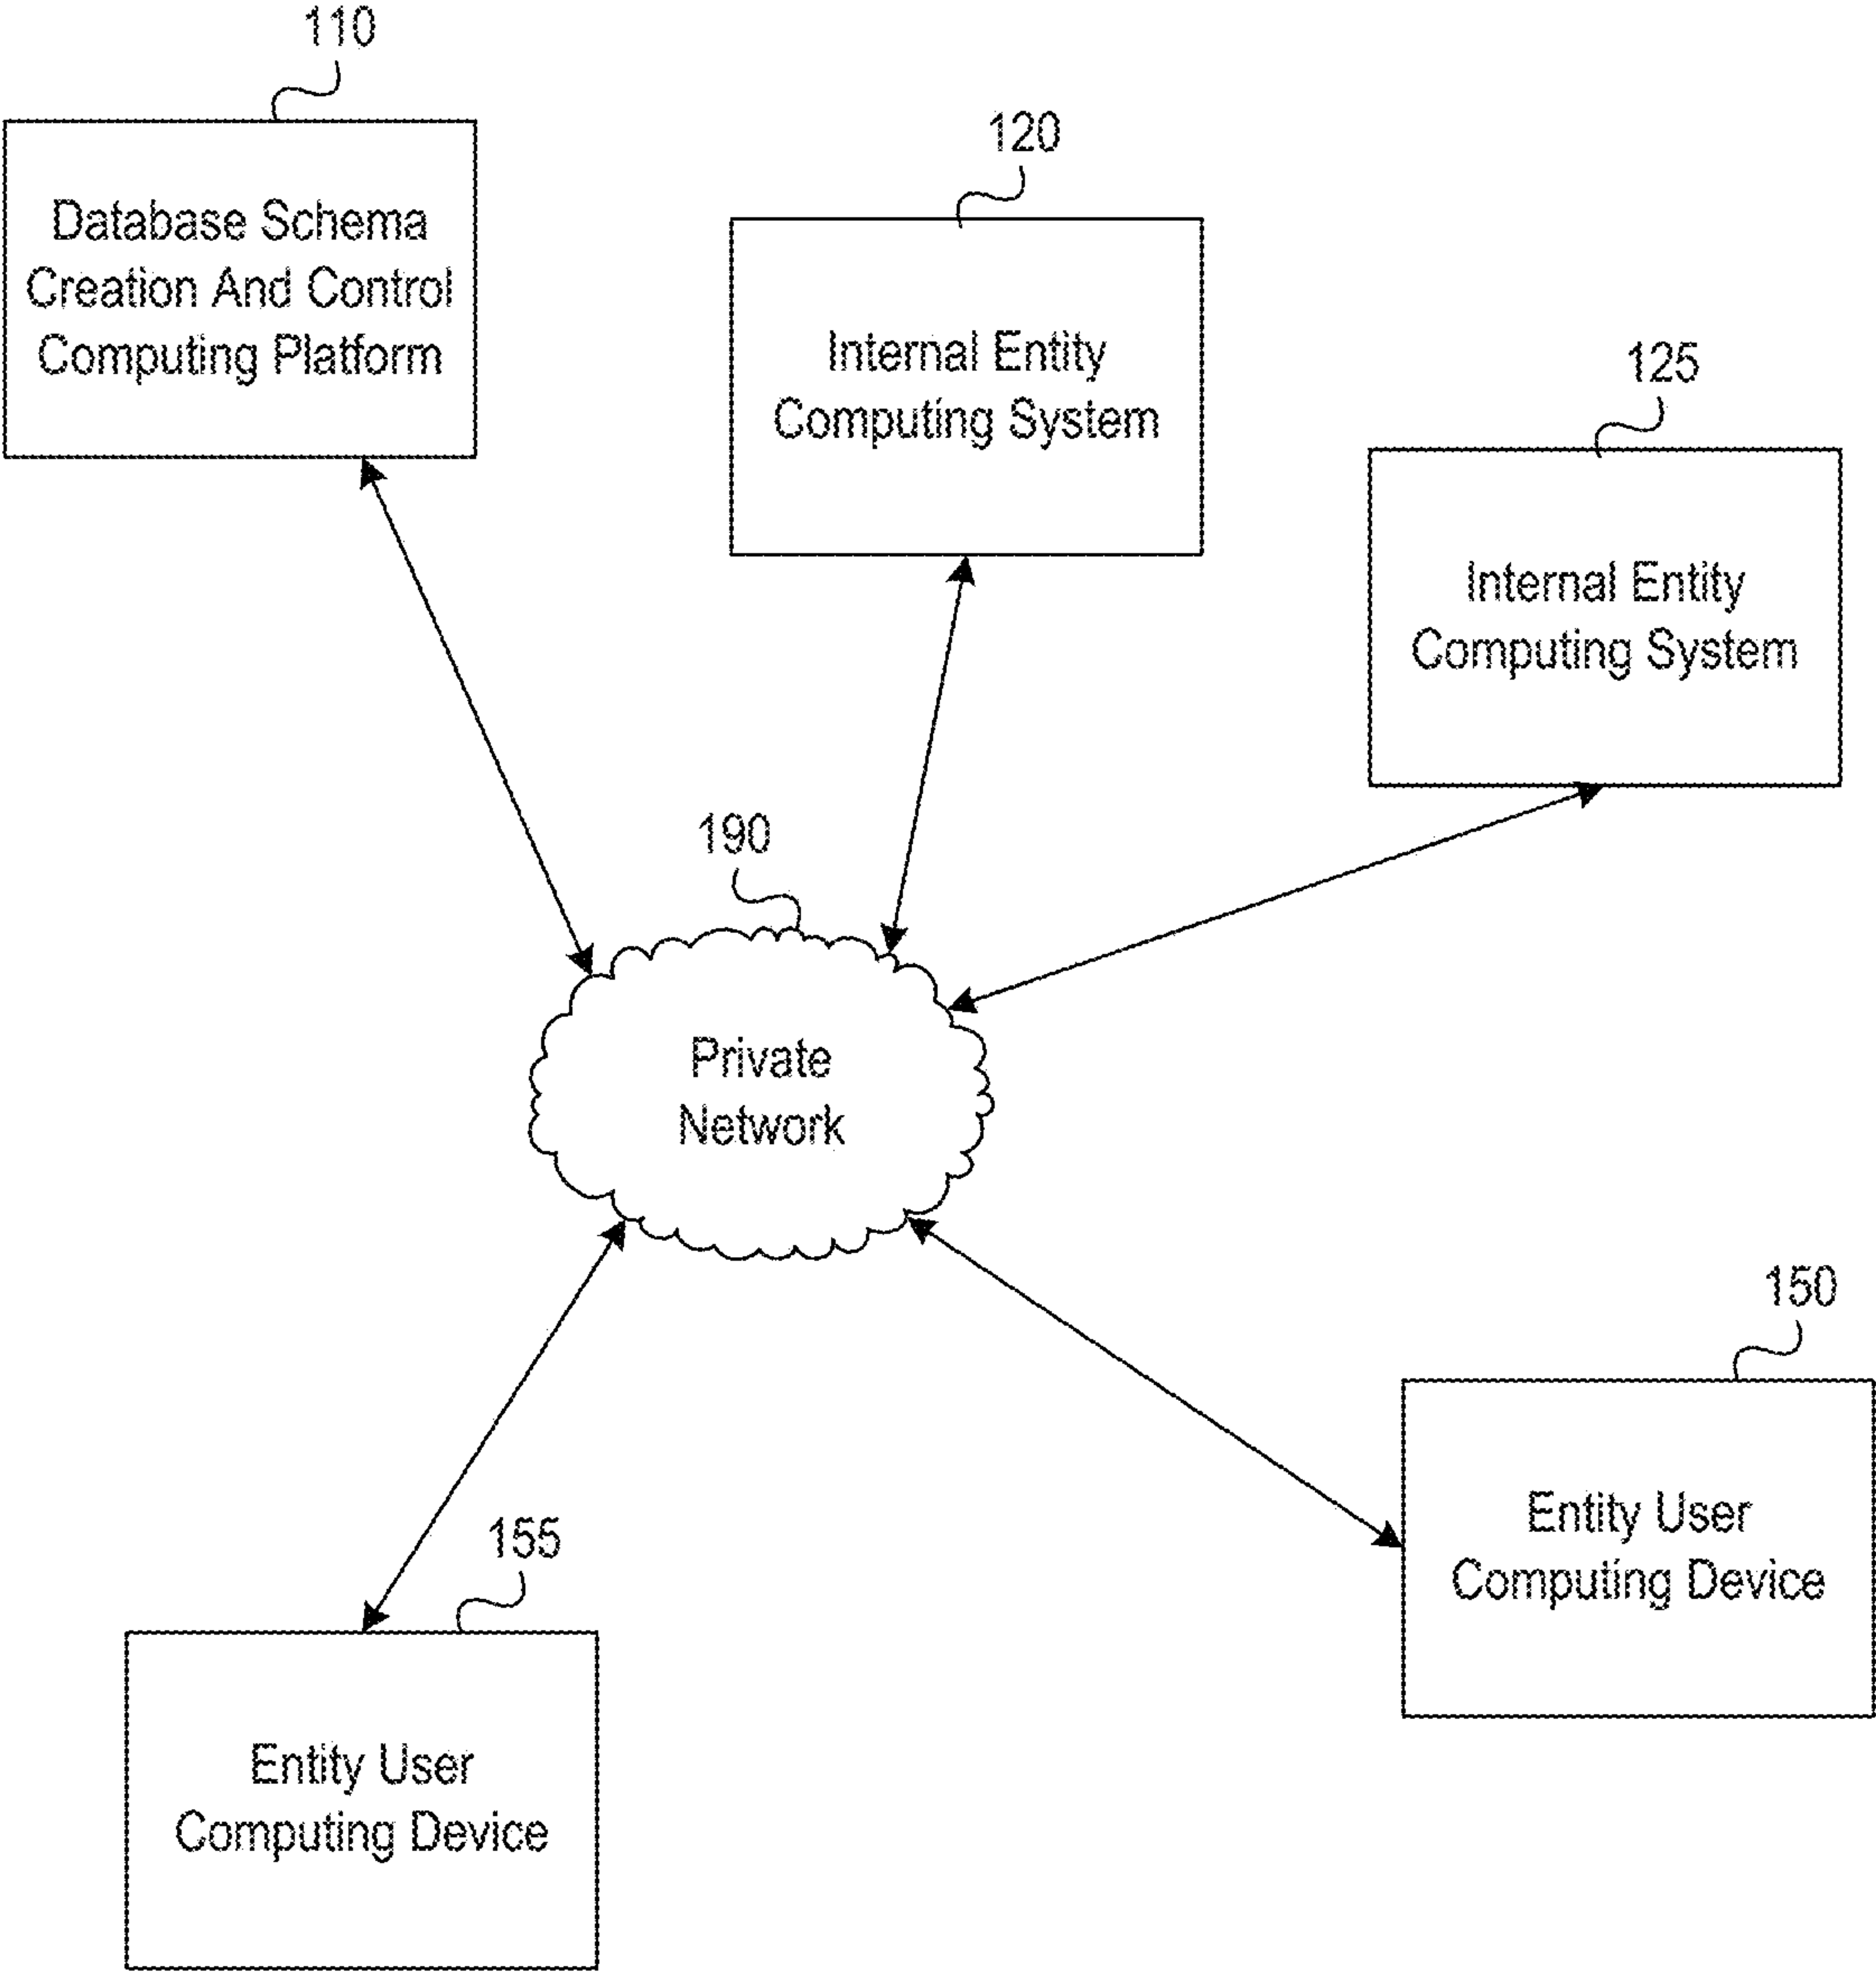 110
Database Schema
Creation And Control
Computing Platform
120
Internal Entity
Computing System
125
Internal Entity
Computing System
190
Private
Network
150
Entity User
Computing Device
155
Entity User
Computing Device